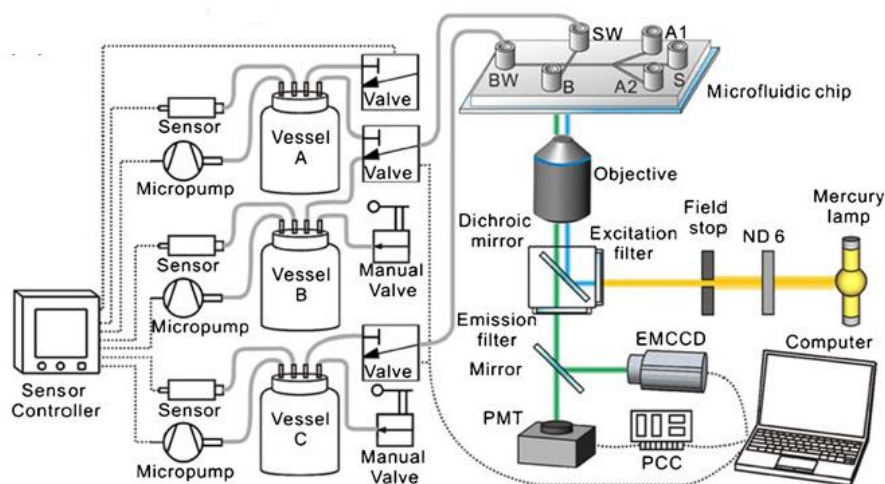 SW
A1
BW
B
A2
S
Microfluidic chip
Valve
Sensor
Vessel
A
Valve
Micropump
Objective
Mercury
lamp
Dichroic
mirror
Excitation
filter
Field
stop
ND 6
Sensor
Vessel
B
Manual
Valve
Micropump
Emission
filter
EMCCD
Computer
Valve
Mirror
Sensor
Controller
Sensor
Vessel
C
PMT
Micropump
Manual
Valve
PCC